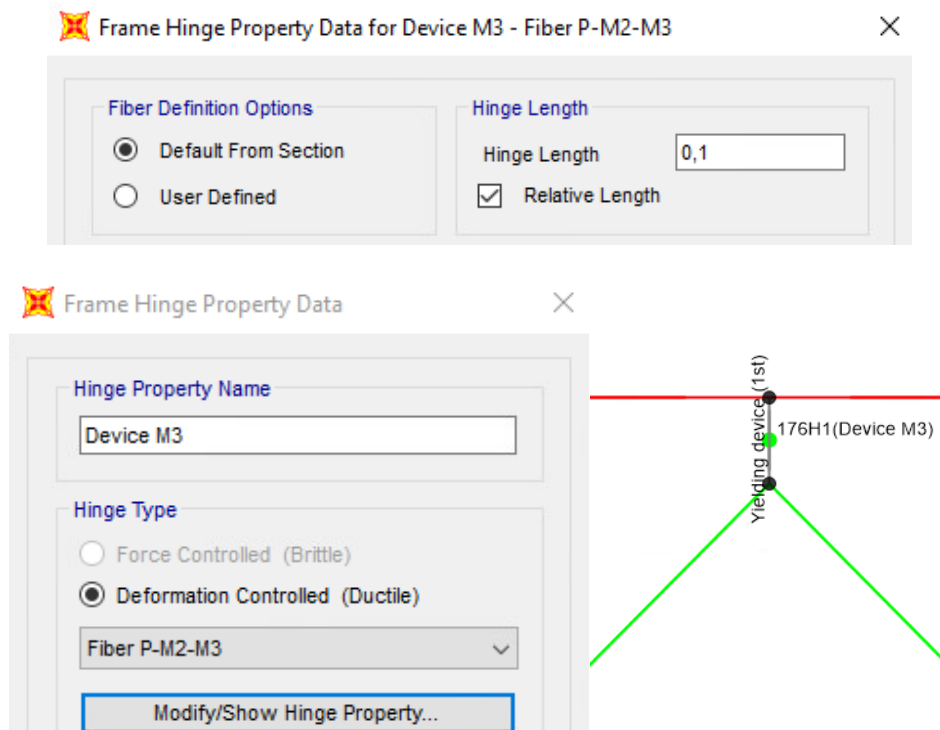 Frame Hinge Property Data for Device M3 - Fiber P-M2-M3
Fiber Definition Options
Default From Section
User Defined
Hinge Length
Hinge Length
0,1
Relative Length
Frame Hinge Property Data
Hinge Property Name
Device M3
Hinge Type
Force Controlled (Brittle)
Deformation Controlled (Ductile)
Fiber P-M2-M3
Modify/Show Hinge Property...
Yielding device (1st)
176H1(Device M3)